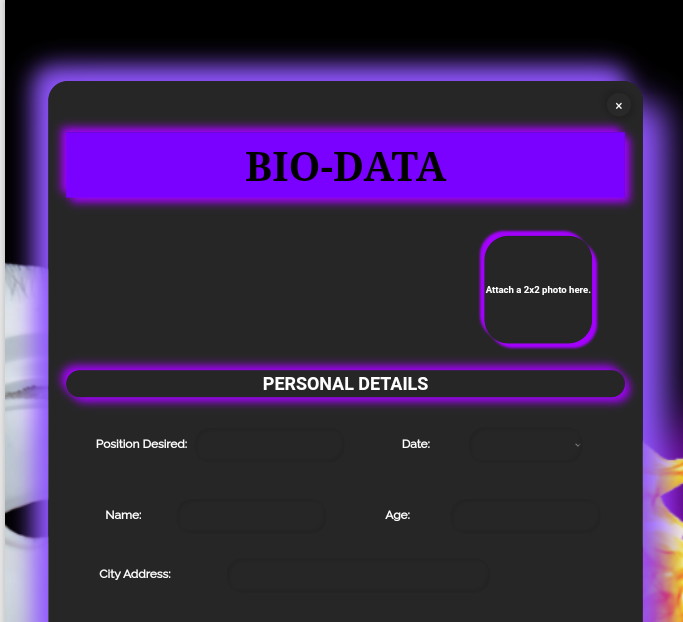 ×
BIO-DATA
Attach a 2x2 photo here.
PERSONAL DETAILS
Position Desired:
Date:
Name:
Age:
City Address: